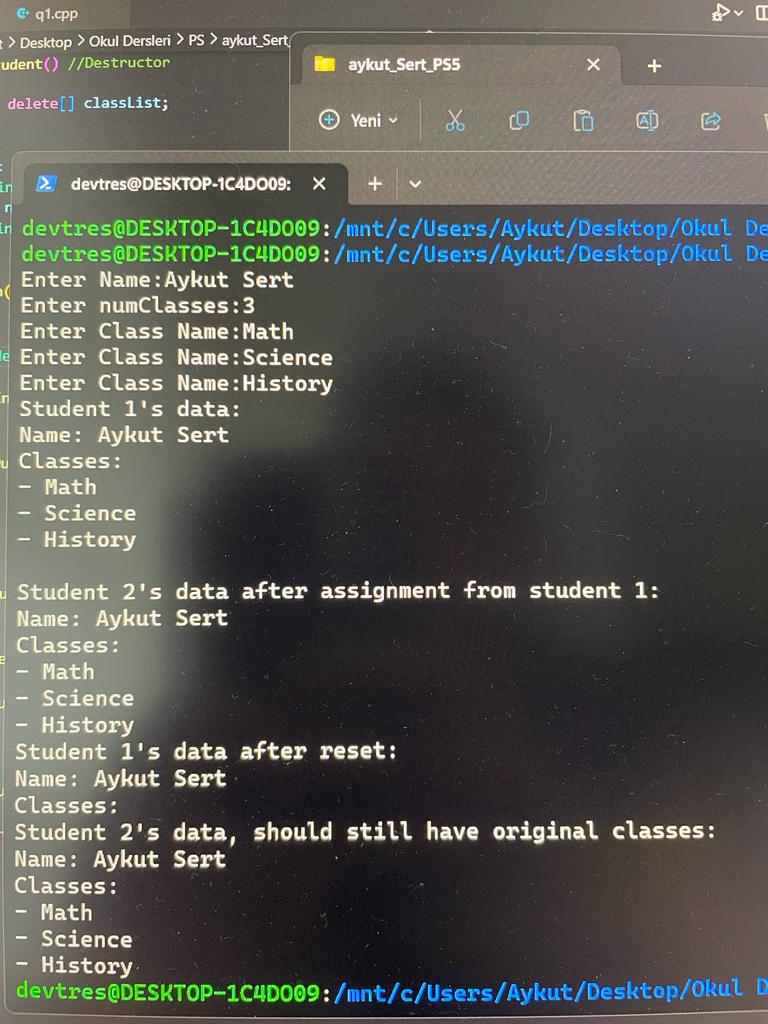 q1.cpp
Desktop > Okul Dersleri > PS > aykut_Sert_
udent() //Destructor
delete[] classList;
aykut_Sert_PS5
Yeni
devtres@DESKTOP-1C4DO09:
devtres@DESKTOP-1C4DO09:/mnt/c/Users/Aykut/Desktop/Okul De
devtres@DESKTOP-1C4DO09:/mnt/c/Users/Aykut/Desktop/Okul De
Enter Name:Aykut Sert
Enter numClasses:3
Enter Class Name:Math
Enter Class Name:Science
Enter Class Name:History
Student 1's data:
Name: Aykut Sert
Classes:
- Math
- Science
- History
Student 2's data after assignment from student 1:
Name: Aykut Sert
Classes:
- Math
- Science
- History
Student 1's data after reset:
Name: Aykut Sert
Classes:
Student 2's data, should still have original classes:
Name: Aykut Sert
Classes:
- Math
- Science
- History
devtres@DESKTOP-1C4DO09:/mnt/c/Users/Aykut/Desktop/Okul D